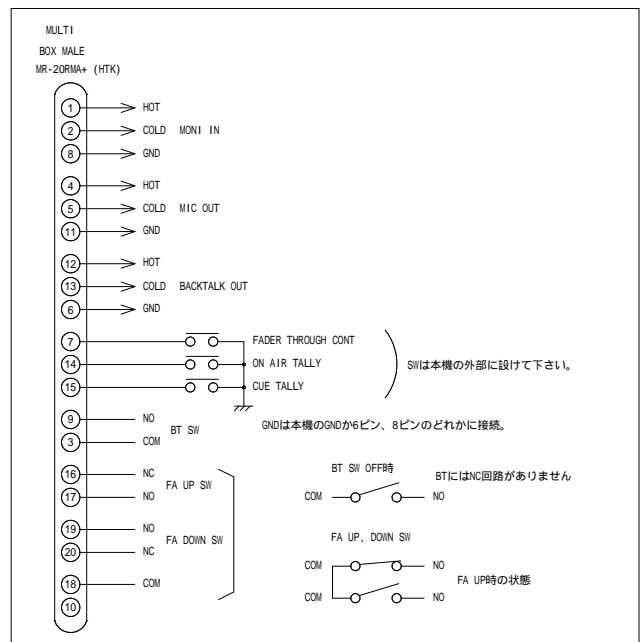 MULTI
BOX MALE
MR-20RMA+ (HTK)
1 HOT
2 COLD MONI IN
8 GND
4 HOT
5 COLD MIC OUT
11 GND
12 HOT
13 COLD BACKTALK OUT
6 GND
7 FADER THROUGH CONT
14 ON AIR TALLY
15 CUE TALLY
SWは本機の外部に設けて下さい。
GNDは本機のGNDか6ピン、8ピンのどれかに接続。
9 NO
BT SW
3 COM
16 NC
FA UP SW
17 NO
19 NO
FA DOWN SW
20 NC
18 COM
10
BT SW OFF時
BTにはNC回路がありません
COM NO
FA UP, DOWN SW
COM NO
FA UP時の状態
COM NO